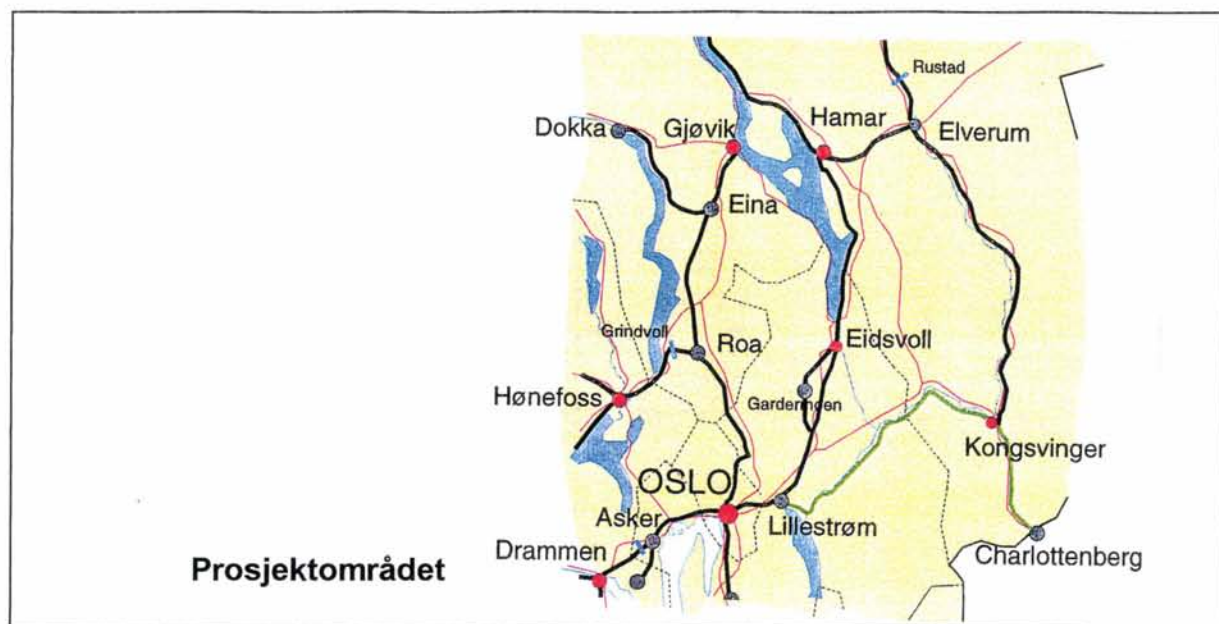 Rustad
Hamar
Dokka
Gjøvik
Elverum
Eina
Grindvoll
Roa
Eidsvoll
Hønefoss
Gardermoen
Kongsvinger
OSLO
Asker
Lillestrøm
Drammen
Charlottenberg
Prosjektområdet